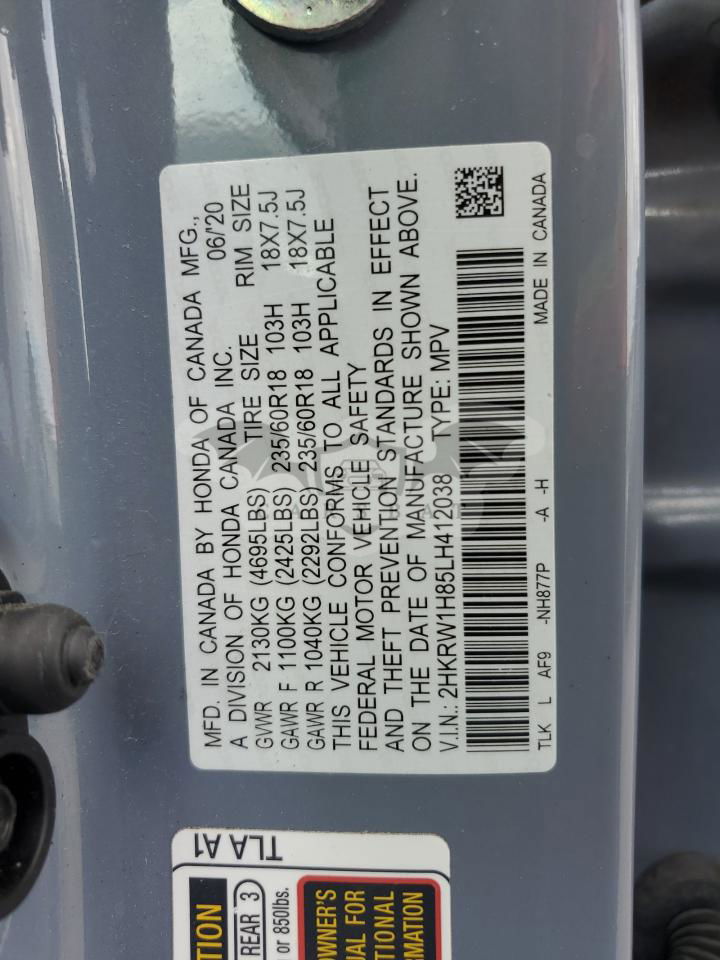 MFD. IN CANADA BY HONDA OF CANADA MFG.,
A DIVISION OF HONDA CANADA INC. 06/'20
GVWR 2130KG (4695LBS) TIRE SIZE RIM SIZE
GAWR F 1100KG (2425LBS) 235/60R18 103H 18X7.5J
GAWR R 1040KG (2292LBS) 235/60R18 103H 18X7.5J
THIS VEHICLE CONFORMS TO ALL APPLICABLE
FEDERAL MOTOR VEHICLE SAFETY
AND THEFT PREVENTION STANDARDS IN EFFECT
ON THE DATE OF MANUFACTURE SHOWN ABOVE.
V.I.N.: 2HKRW1H85LH412038 TYPE: MPV
TLK L AF9 -NH877P -A -H MADE IN CANADA
TLA A1
REAR 3
or 850lbs.
OWNER'S
FOR